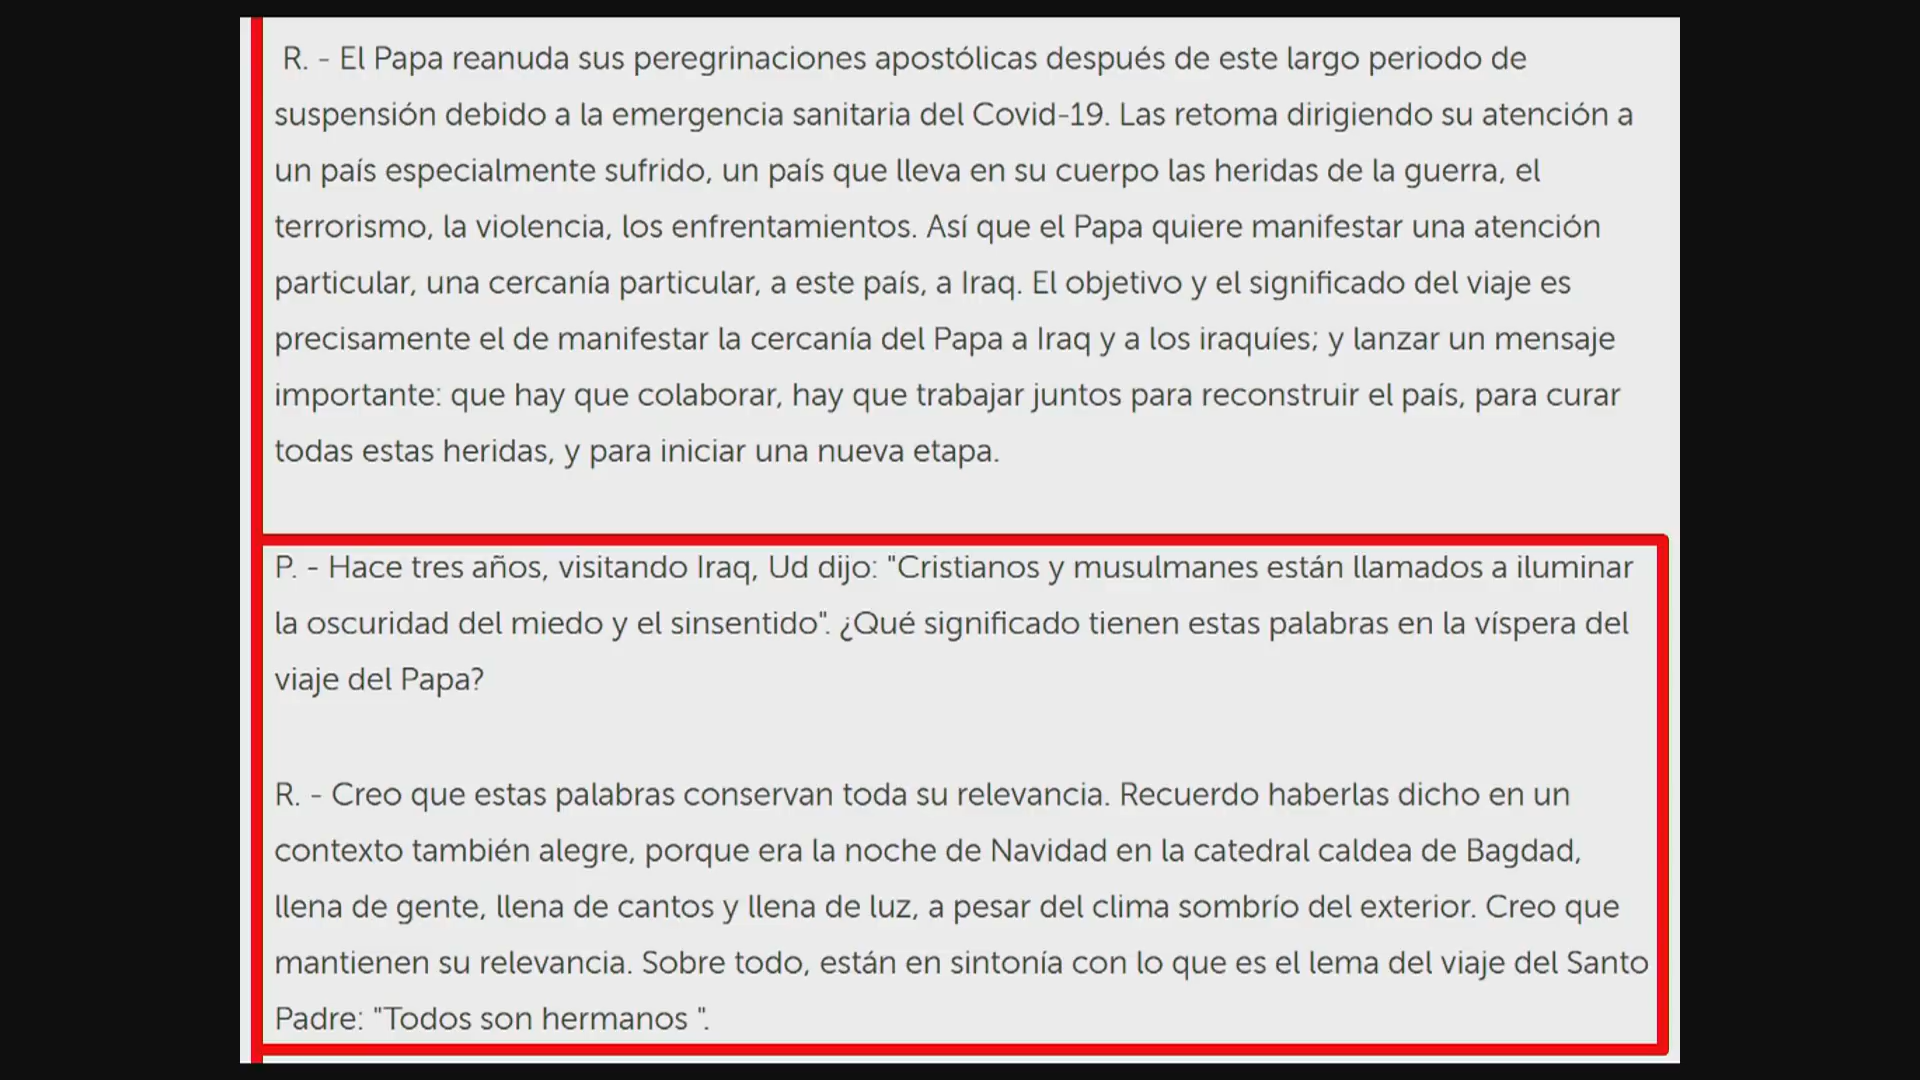 R. - El Papa reanuda sus peregrinaciones apostólicas después de este largo periodo de
suspensión debido a la emergencia sanitaria del Covid-19. Las retoma dirigiendo su atención a
un país especialmente sufrido, un país que lleva en su cuerpo las heridas de la guerra, el
terrorismo, la violencia, los enfrentamientos. Así que el Papa quiere manifestar una atención
particular, una cercanía particular, a este país, a Iraq. El objetivo y el significado del viaje es
precisamente el de manifestar la cercanía del Papa a Iraq y a los iraquíes; y lanzar un mensaje
importante: que hay que colaborar, hay que trabajar juntos para reconstruir el país, para curar
todas estas heridas, y para iniciar una nueva etapa.
P. - Hace tres años, visitando Iraq, Ud dijo: "Cristianos y musulmanes están llamados a iluminar
la oscuridad del miedo y el sinsentido". ¿Qué significado tienen estas palabras en la víspera del
viaje del Papa?
R. - Creo que estas palabras conservan toda su relevancia. Recuerdo haberlas dicho en un
contexto también alegre, porque era la noche de Navidad en la catedral caldea de Bagdad,
llena de gente, llena de cantos y llena de luz, a pesar del clima sombrío del exterior. Creo que
mantienen su relevancia. Sobre todo, están en sintonía con lo que es el lema del viaje del Santo
Padre: "Todos son hermanos ".